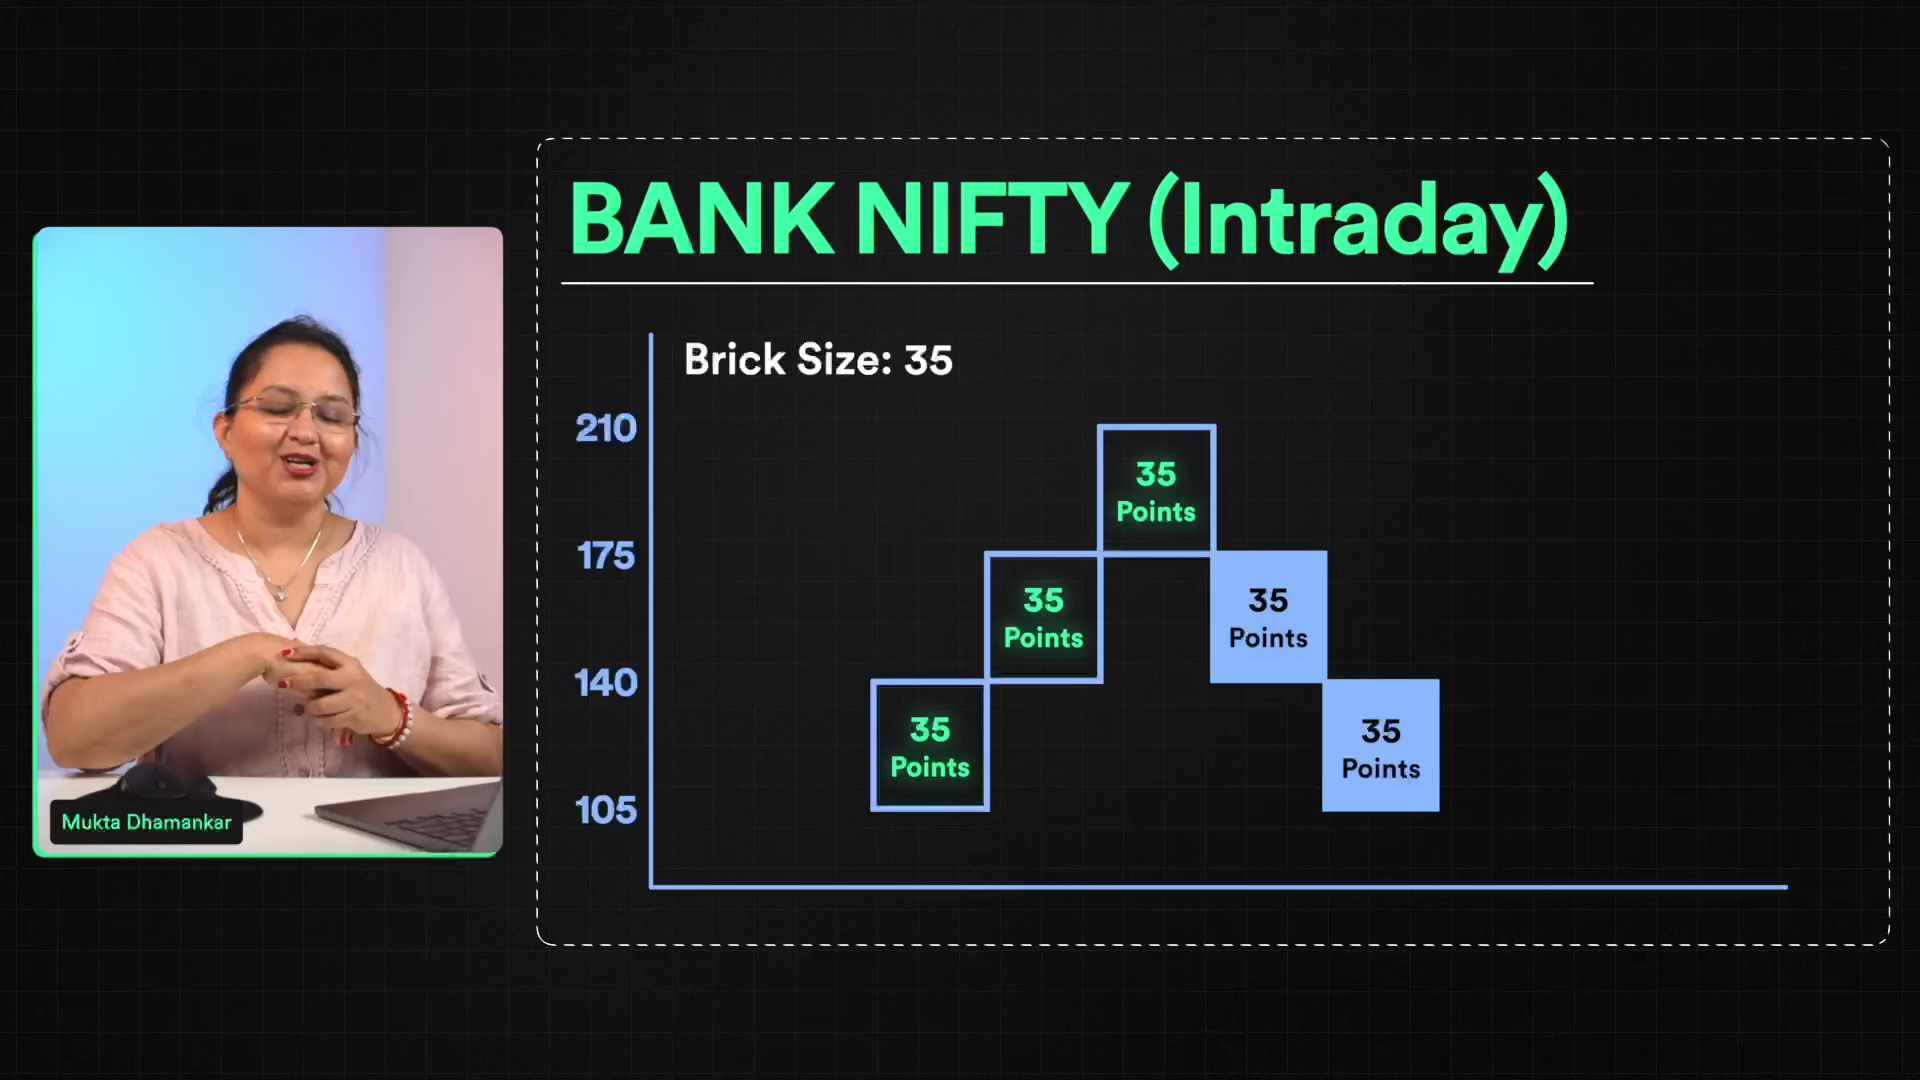 BANK NIFTY (Intraday)
Brick Size: 35
210
175
140
105
35
Points
35
Points
35
Points
35
Points
35
Points
Mukta Dhamankar